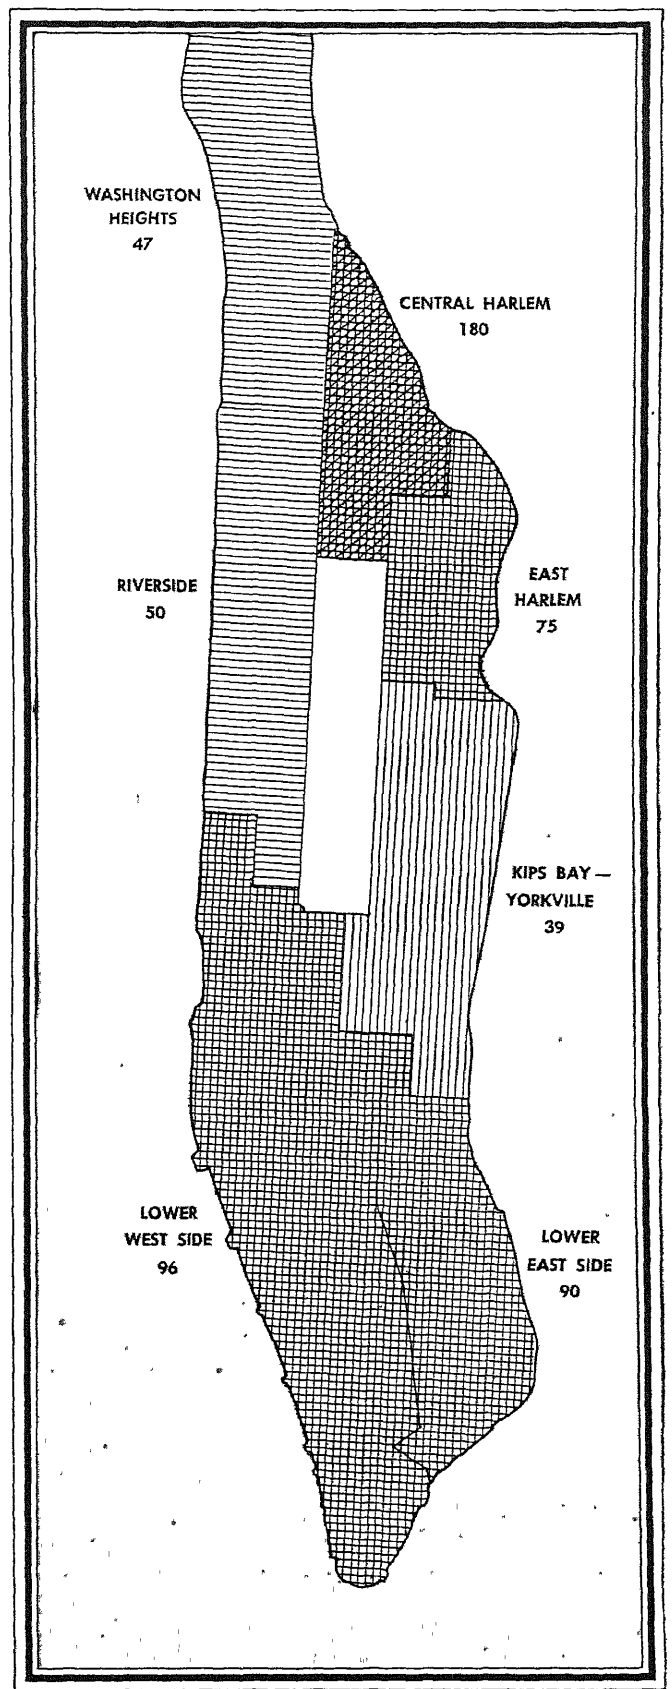 WASHINGTON
HEIGHTS
47
CENTRAL HARLEM
180
RIVERSIDE
50
EAST
HARLEM
75
KIPS BAY —
YORKVILLE
39
LOWER
WEST SIDE
96
LOWER
EAST SIDE
90